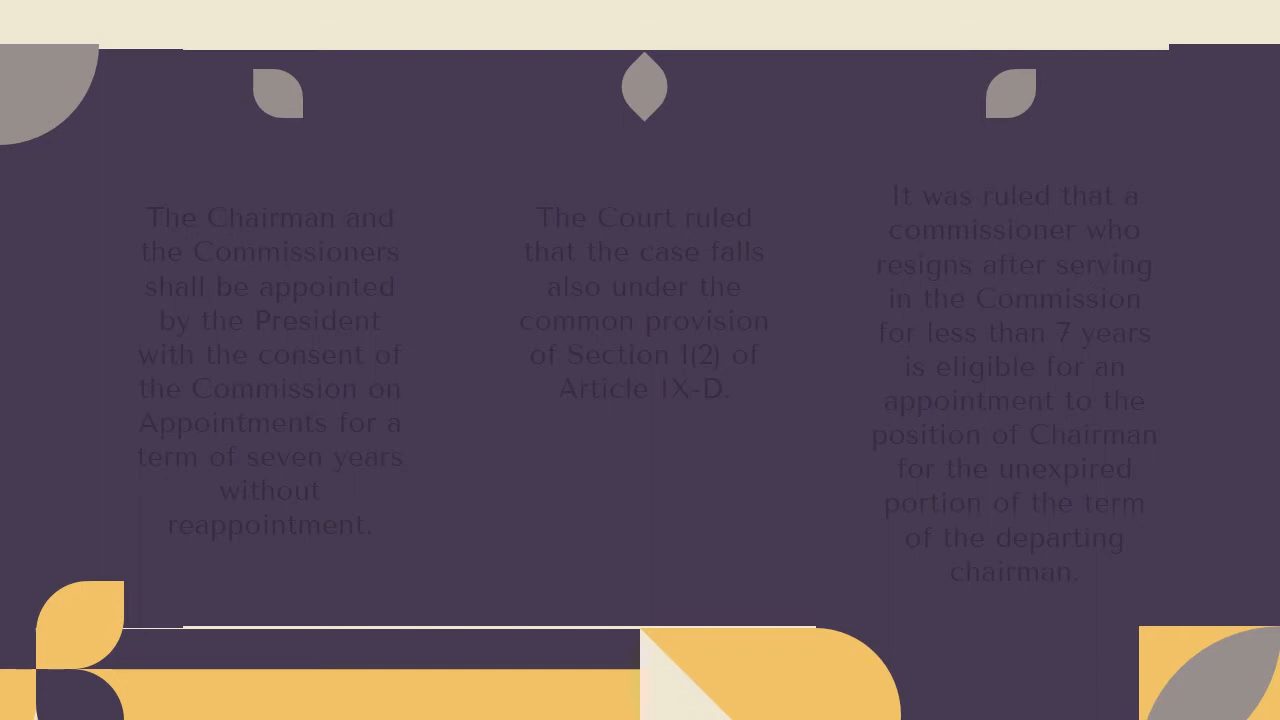 The Chairman and
the Commissioners
shall be appointed
by the President
with the consent of
the Commission on
Appointments for a
term of seven years
without
reappointment.
The Court ruled
that the case falls
also under the
common provision
of Section 1(2) of
Article IX-D.
It was ruled that a
commissioner who
resigns after serving
in the Commission
for less than 7 years
is eligible for an
appointment to the
position of Chairman
for the unexpired
portion of the term
of the departing
chairman.